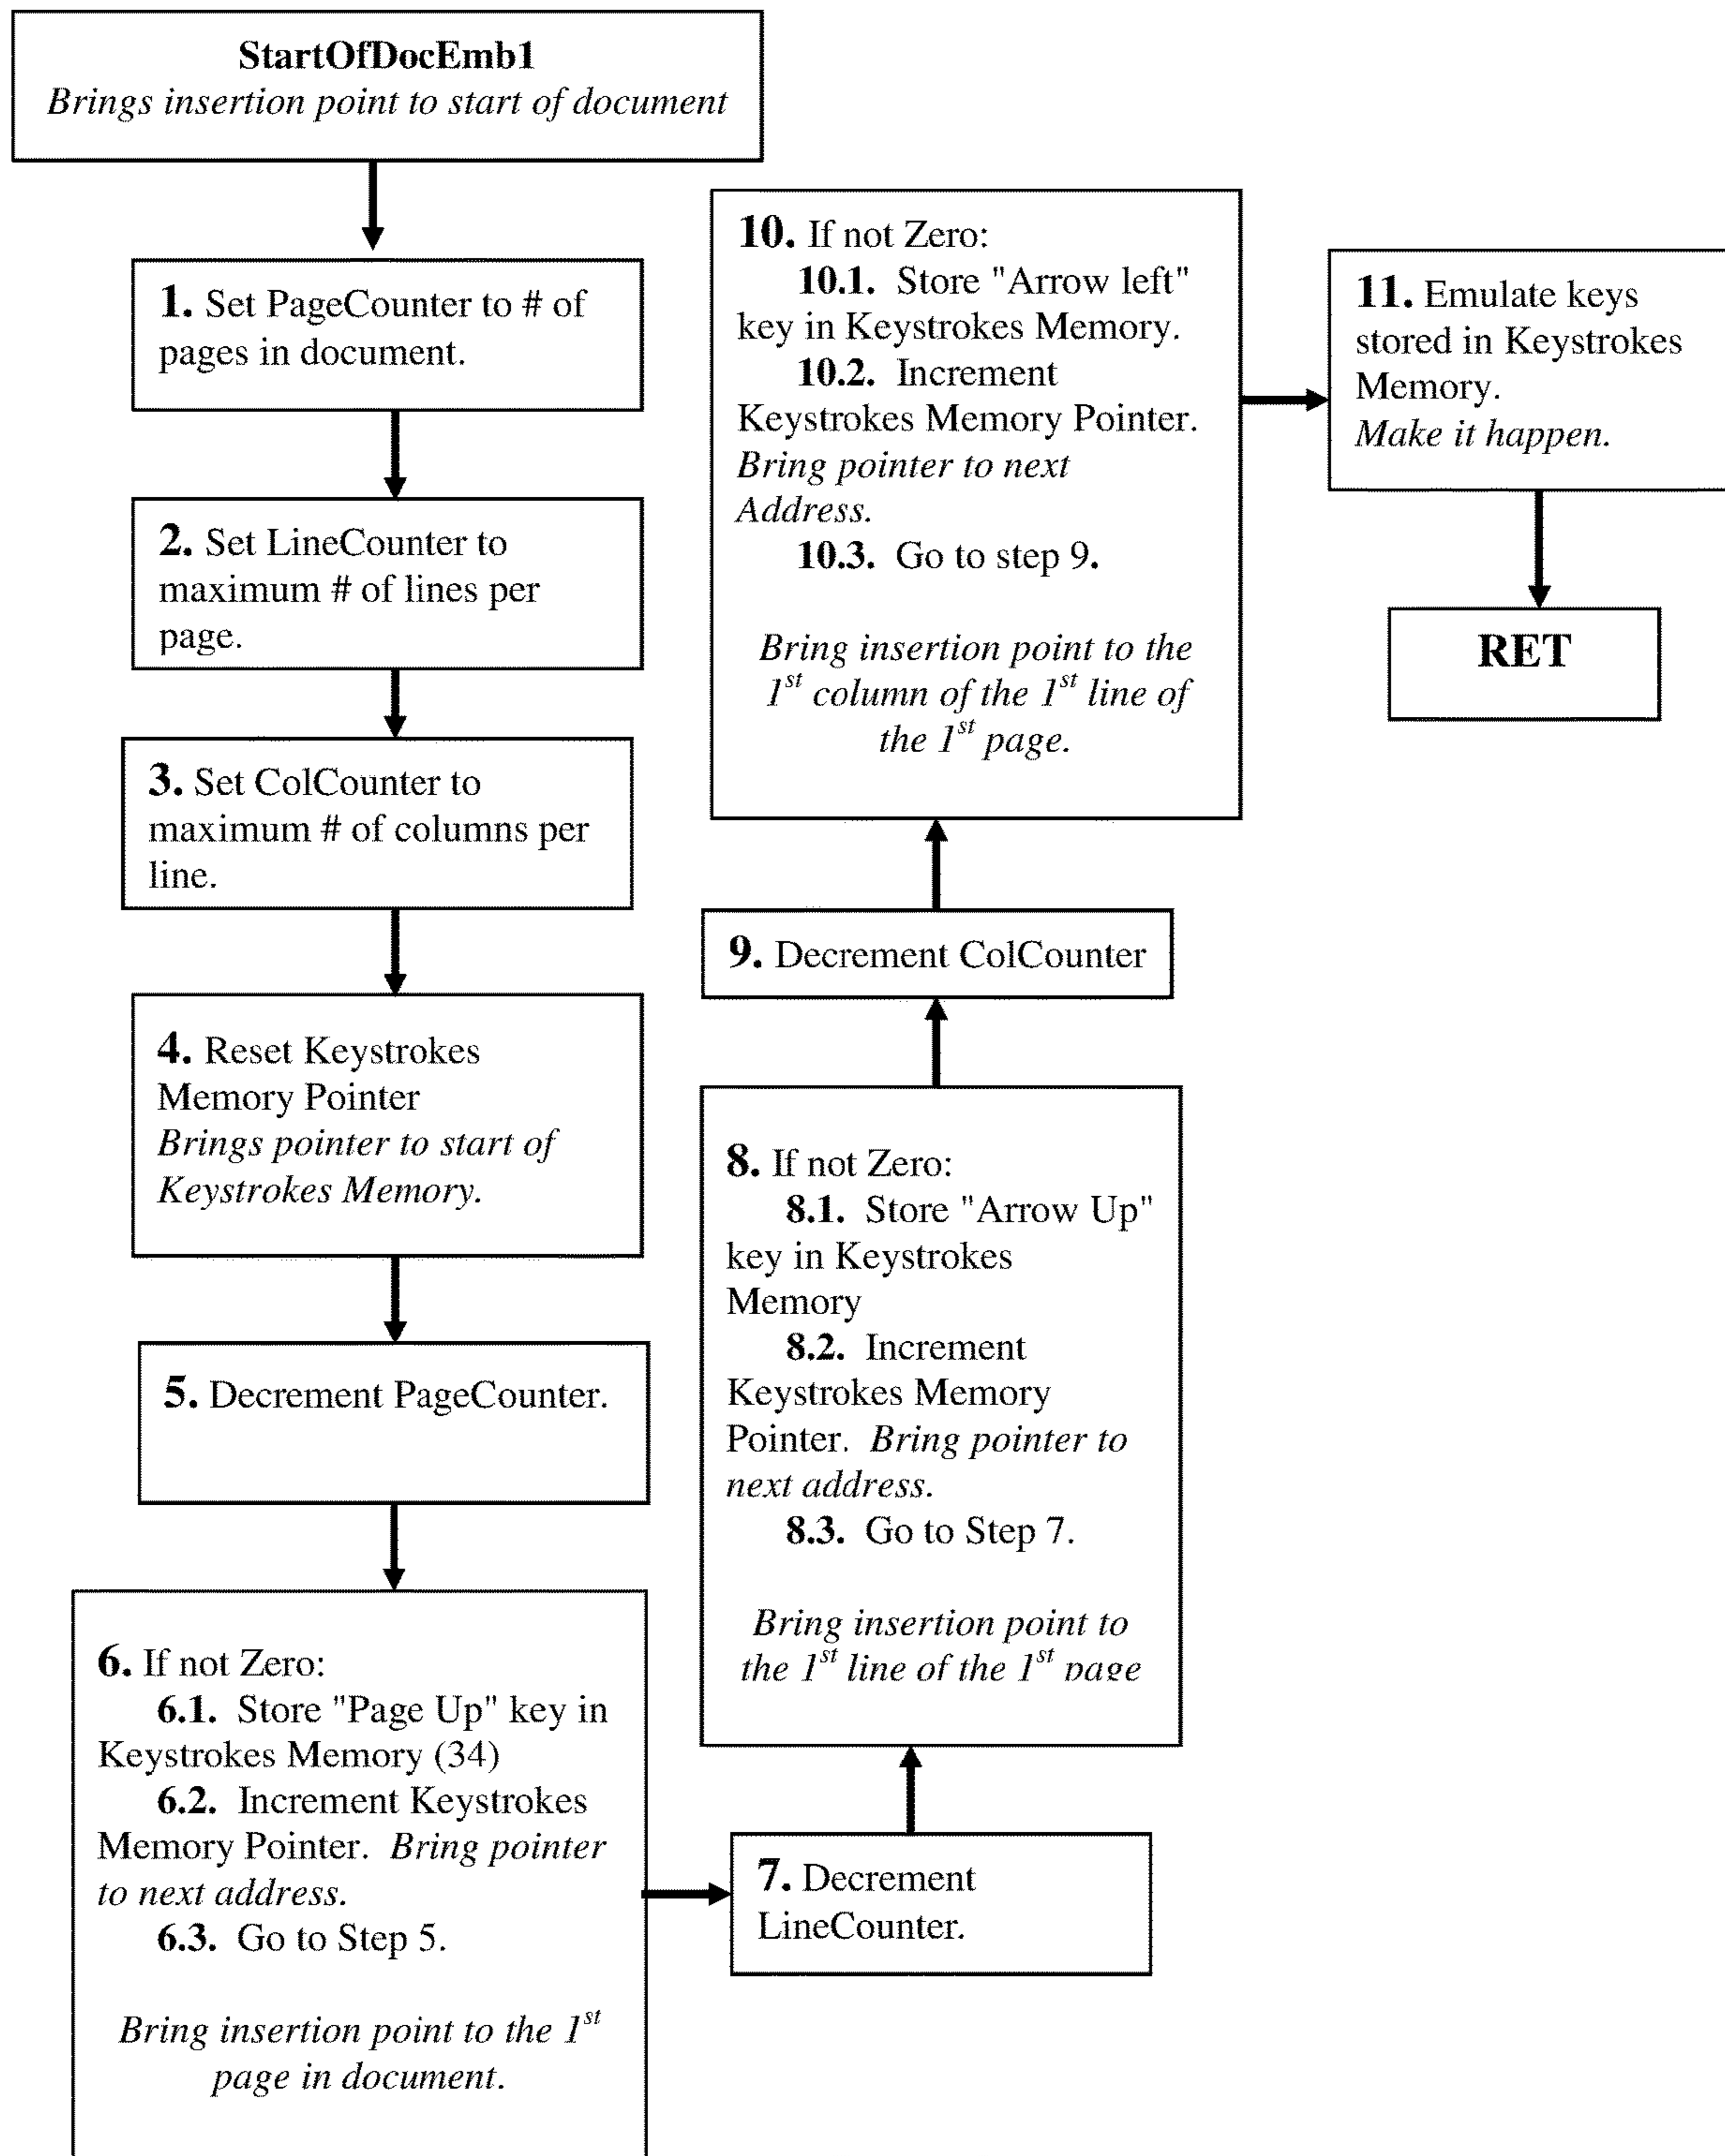 StartOfDocEmb1
Brings insertion point to start of document
1. Set PageCounter to # of
pages in document.
2. Set LineCounter to
maximum # of lines per
page.
3. Set ColCounter to
maximum # of columns per
line.
4. Reset Keystrokes
Memory Pointer
Brings pointer to start of
Keystrokes Memory.
5. Decrement PageCounter.
6. If not Zero:
6.1. Store "Page Up" key in
Keystrokes Memory (34)
6.2. Increment Keystrokes
Memory Pointer. Bring pointer
to next address.
6.3. Go to Step 5.
Bring insertion point to the 1st
page in document.
7. Decrement
LineCounter.
8. If not Zero:
8.1. Store "Arrow Up"
key in Keystrokes
Memory
8.2. Increment
Keystrokes Memory
Pointer. Bring pointer to
next address.
8.3. Go to Step 7.
Bring insertion point to
the 1st line of the 1st page
9. Decrement ColCounter
10. If not Zero:
10.1. Store "Arrow left"
key in Keystrokes Memory.
10.2. Increment
Keystrokes Memory Pointer.
Bring pointer to next
Address.
10.3. Go to step 9.
Bring insertion point to the
1st column of the 1st line of
the 1st page.
11. Emulate keys
stored in Keystrokes
Memory.
Make it happen.
RET